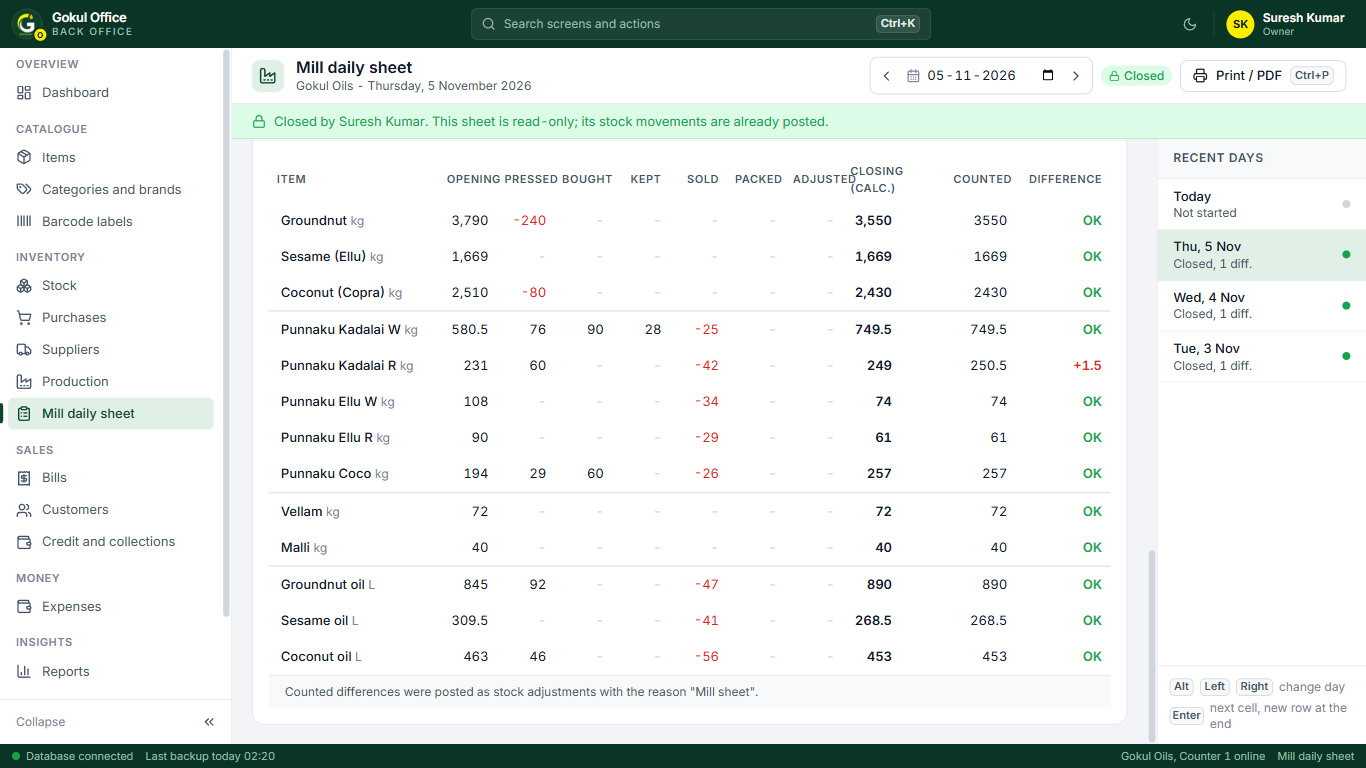 Gokul Office
BACK OFFICE
Search screens and actions Ctrl+K
SK Suresh Kumar
Owner
OVERVIEW
Dashboard
CATALOGUE
Items
Categories and brands
Barcode labels
INVENTORY
Stock
Purchases
Suppliers
Production
Mill daily sheet
SALES
Bills
Customers
Credit and collections
MONEY
Expenses
INSIGHTS
Reports
Collapse
Mill daily sheet
Gokul Oils - Thursday, 5 November 2026
05-11-2026
Closed
Print / PDF Ctrl+P
Closed by Suresh Kumar. This sheet is read-only; its stock movements are already posted.
ITEM OPENING PRESSED BOUGHT KEPT SOLD PACKED ADJUSTED CLOSING (CALC.) COUNTED DIFFERENCE
Groundnut kg 3,790 -240 - - - - - 3,550 3550 OK
Sesame (Ellu) kg 1,669 - - - - - - 1,669 1669 OK
Coconut (Copra) kg 2,510 -80 - - - - - 2,430 2430 OK
Punnaku Kadalai W kg 580.5 76 90 28 -25 - - 749.5 749.5 OK
Punnaku Kadalai R kg 231 60 - - -42 - - 249 250.5 +1.5
Punnaku Ellu W kg 108 - - - -34 - - 74 74 OK
Punnaku Ellu R kg 90 - - - -29 - - 61 61 OK
Punnaku Coco kg 194 29 60 - -26 - - 257 257 OK
Vellam kg 72 - - - - - - 72 72 OK
Malli kg 40 - - - - - - 40 40 OK
Groundnut oil L 845 92 - - -47 - - 890 890 OK
Sesame oil L 309.5 - - - -41 - - 268.5 268.5 OK
Coconut oil L 463 46 - - -56 - - 453 453 OK
Counted differences were posted as stock adjustments with the reason "Mill sheet".
RECENT DAYS
Today
Not started
Thu, 5 Nov
Closed, 1 diff.
Wed, 4 Nov
Closed, 1 diff.
Tue, 3 Nov
Closed, 1 diff.
Alt Left Right change day
Enter next cell, new row at the
end
Database connected Last backup today 02:20
Gokul Oils, Counter 1 online Mill daily sheet